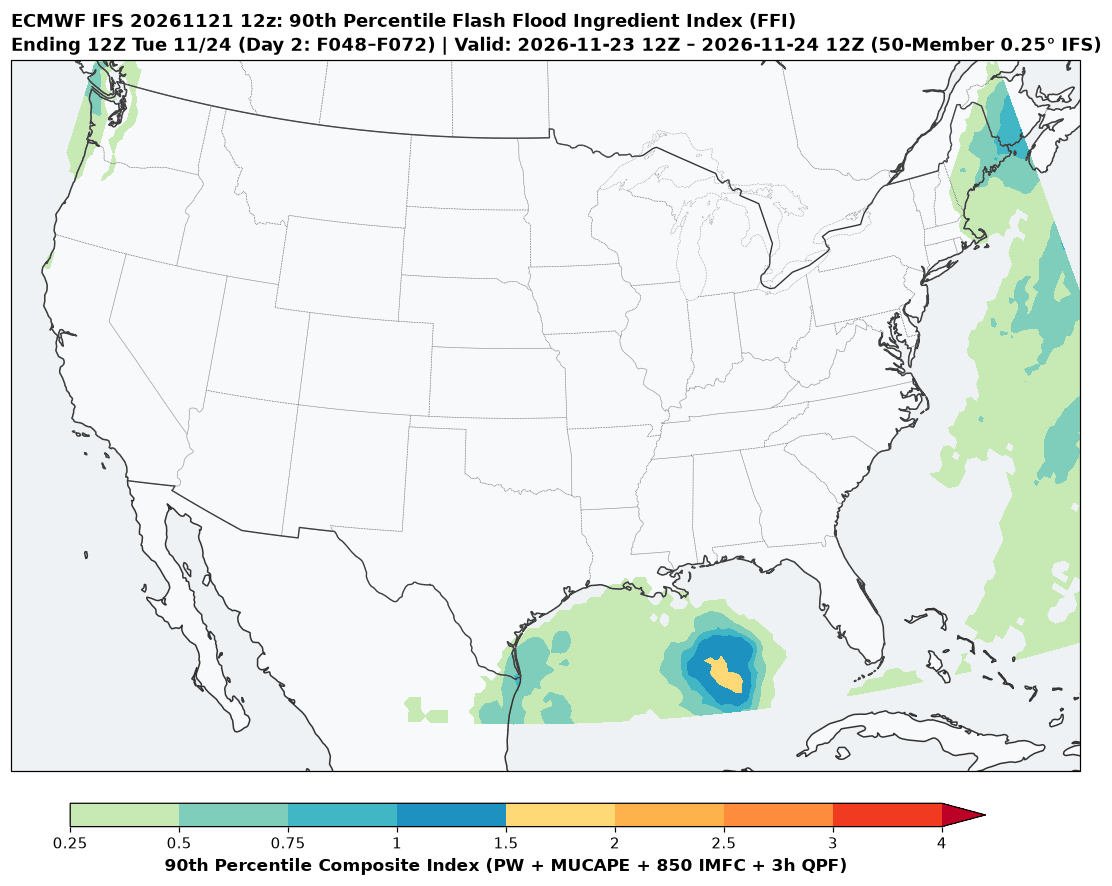 ECMWF IFS 20261121 12z: 90th Percentile Flash Flood Ingredient Index (FFI)
Ending 12Z Tue 11/24 (Day 2: F048–F072) | Valid: 2026-11-23 12Z – 2026-11-24 12Z (50-Member 0.25° IFS)
0.25 0.5 0.75 1 1.5 2 2.5 3 4
90th Percentile Composite Index (PW + MUCAPE + 850 IMFC + 3h QPF)